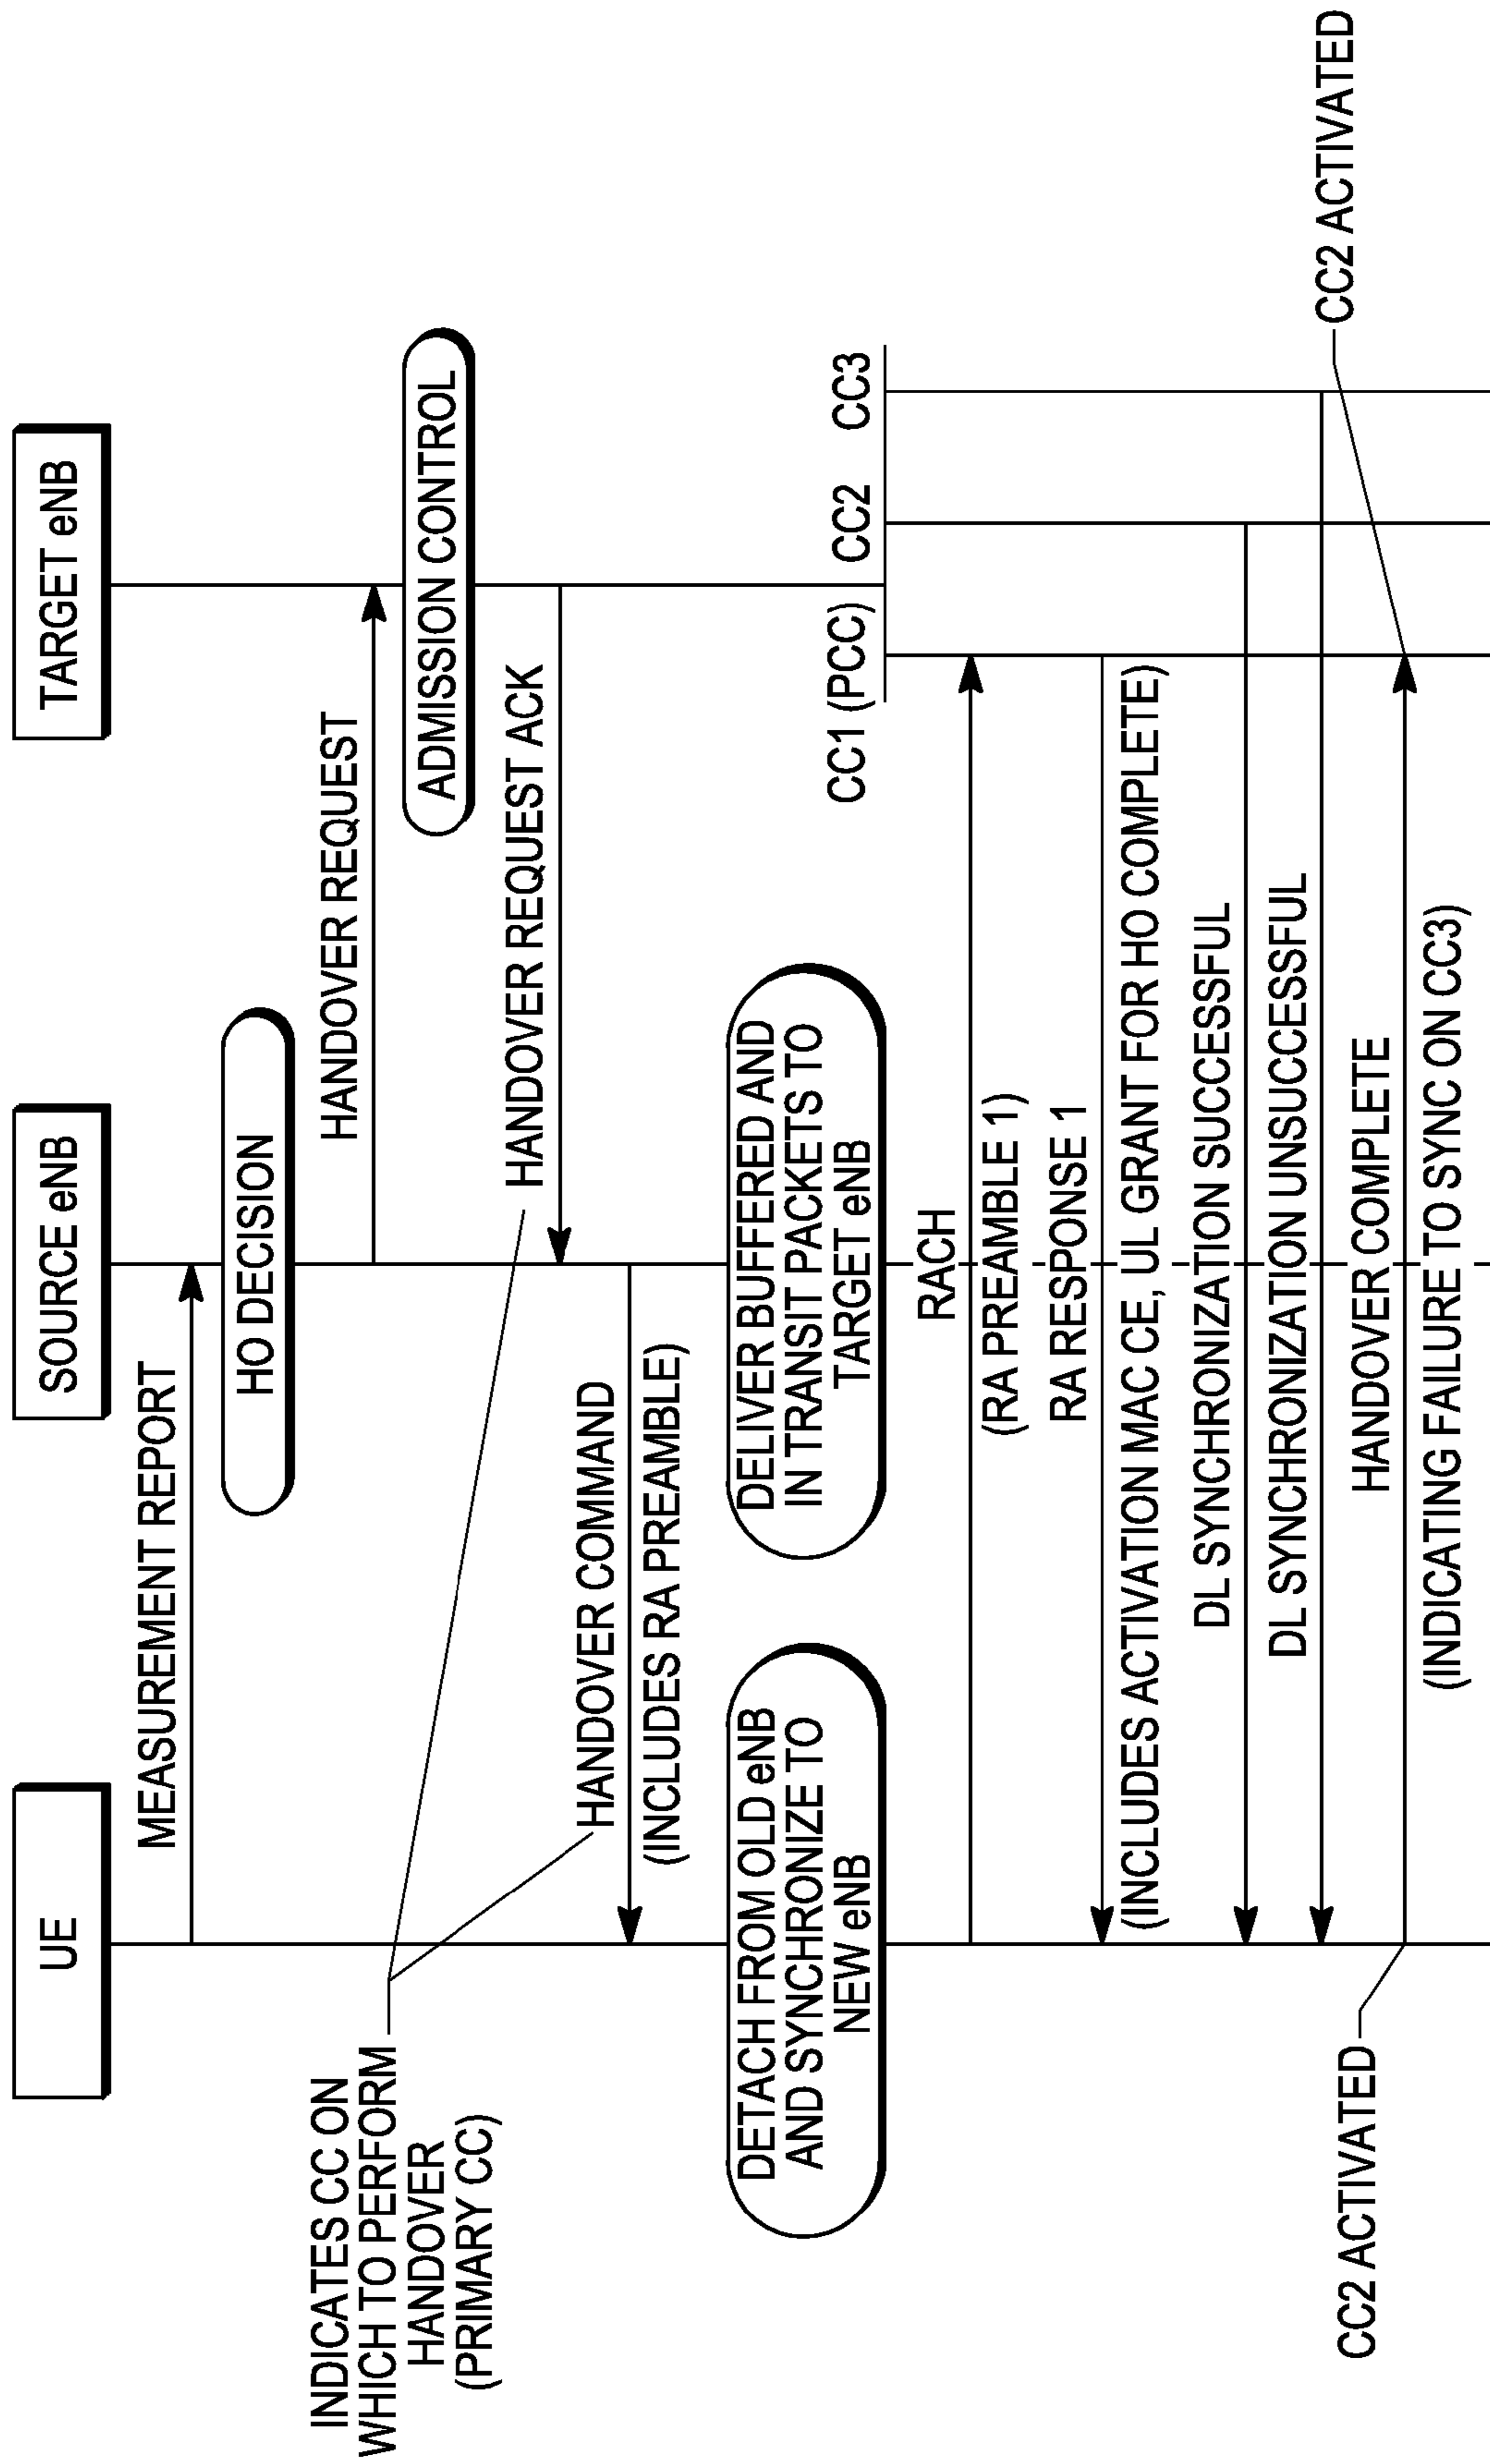 UE
SOURCE eNB
TARGET eNB
MEASUREMENT REPORT
HO DECISION
HANDOVER REQUEST
INDICATES CC ON
WHICH TO PERFORM
HANDOVER
(PRIMARY CC)
ADMISSION CONTROL
HANDOVER REQUEST ACK
HANDOVER COMMAND
(INCLUDES RA PREAMBLE)
DETACH FROM OLD eNB
AND SYNCHRONIZE TO
NEW eNB
DELIVER BUFFERED AND
IN TRANSIT PACKETS TO
TARGET eNB
CC1 (PCC) CC2 CC3
RACH
(RA PREAMBLE 1)
RA RESPONSE 1
(INCLUDES ACTIVATION MAC CE, UL GRANT FOR HO COMPLETE)
DL SYNCHRONIZATION SUCCESSFUL
DL SYNCHRONIZATION UNSUCCESSFUL
CC2 ACTIVATED
HANDOVER COMPLETE
(INDICATING FAILURE TO SYNC ON CC3)
CC2 ACTIVATED